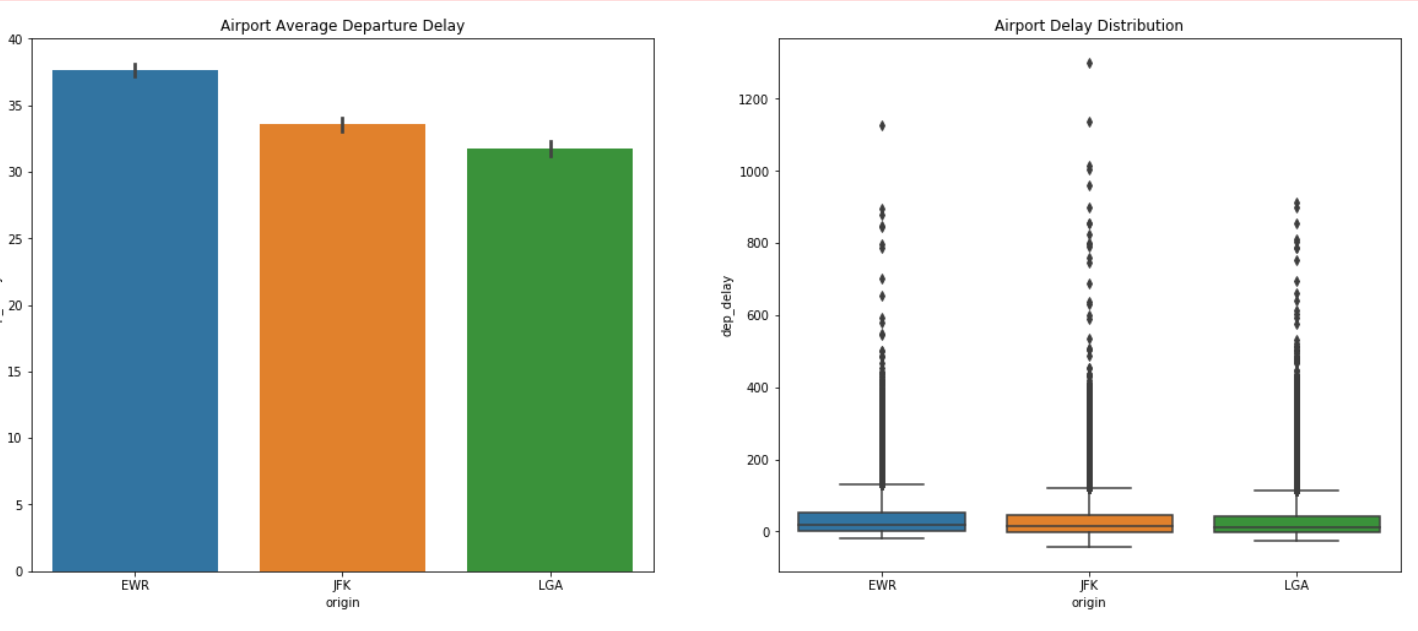 Airport Average Departure Delay
40
35
30
25
20
15
10
5
0
EWR JFK LGA
origin
Airport Delay Distribution
dep_delay
1200
1000
800
600
400
200
0
EWR JFK LGA
origin